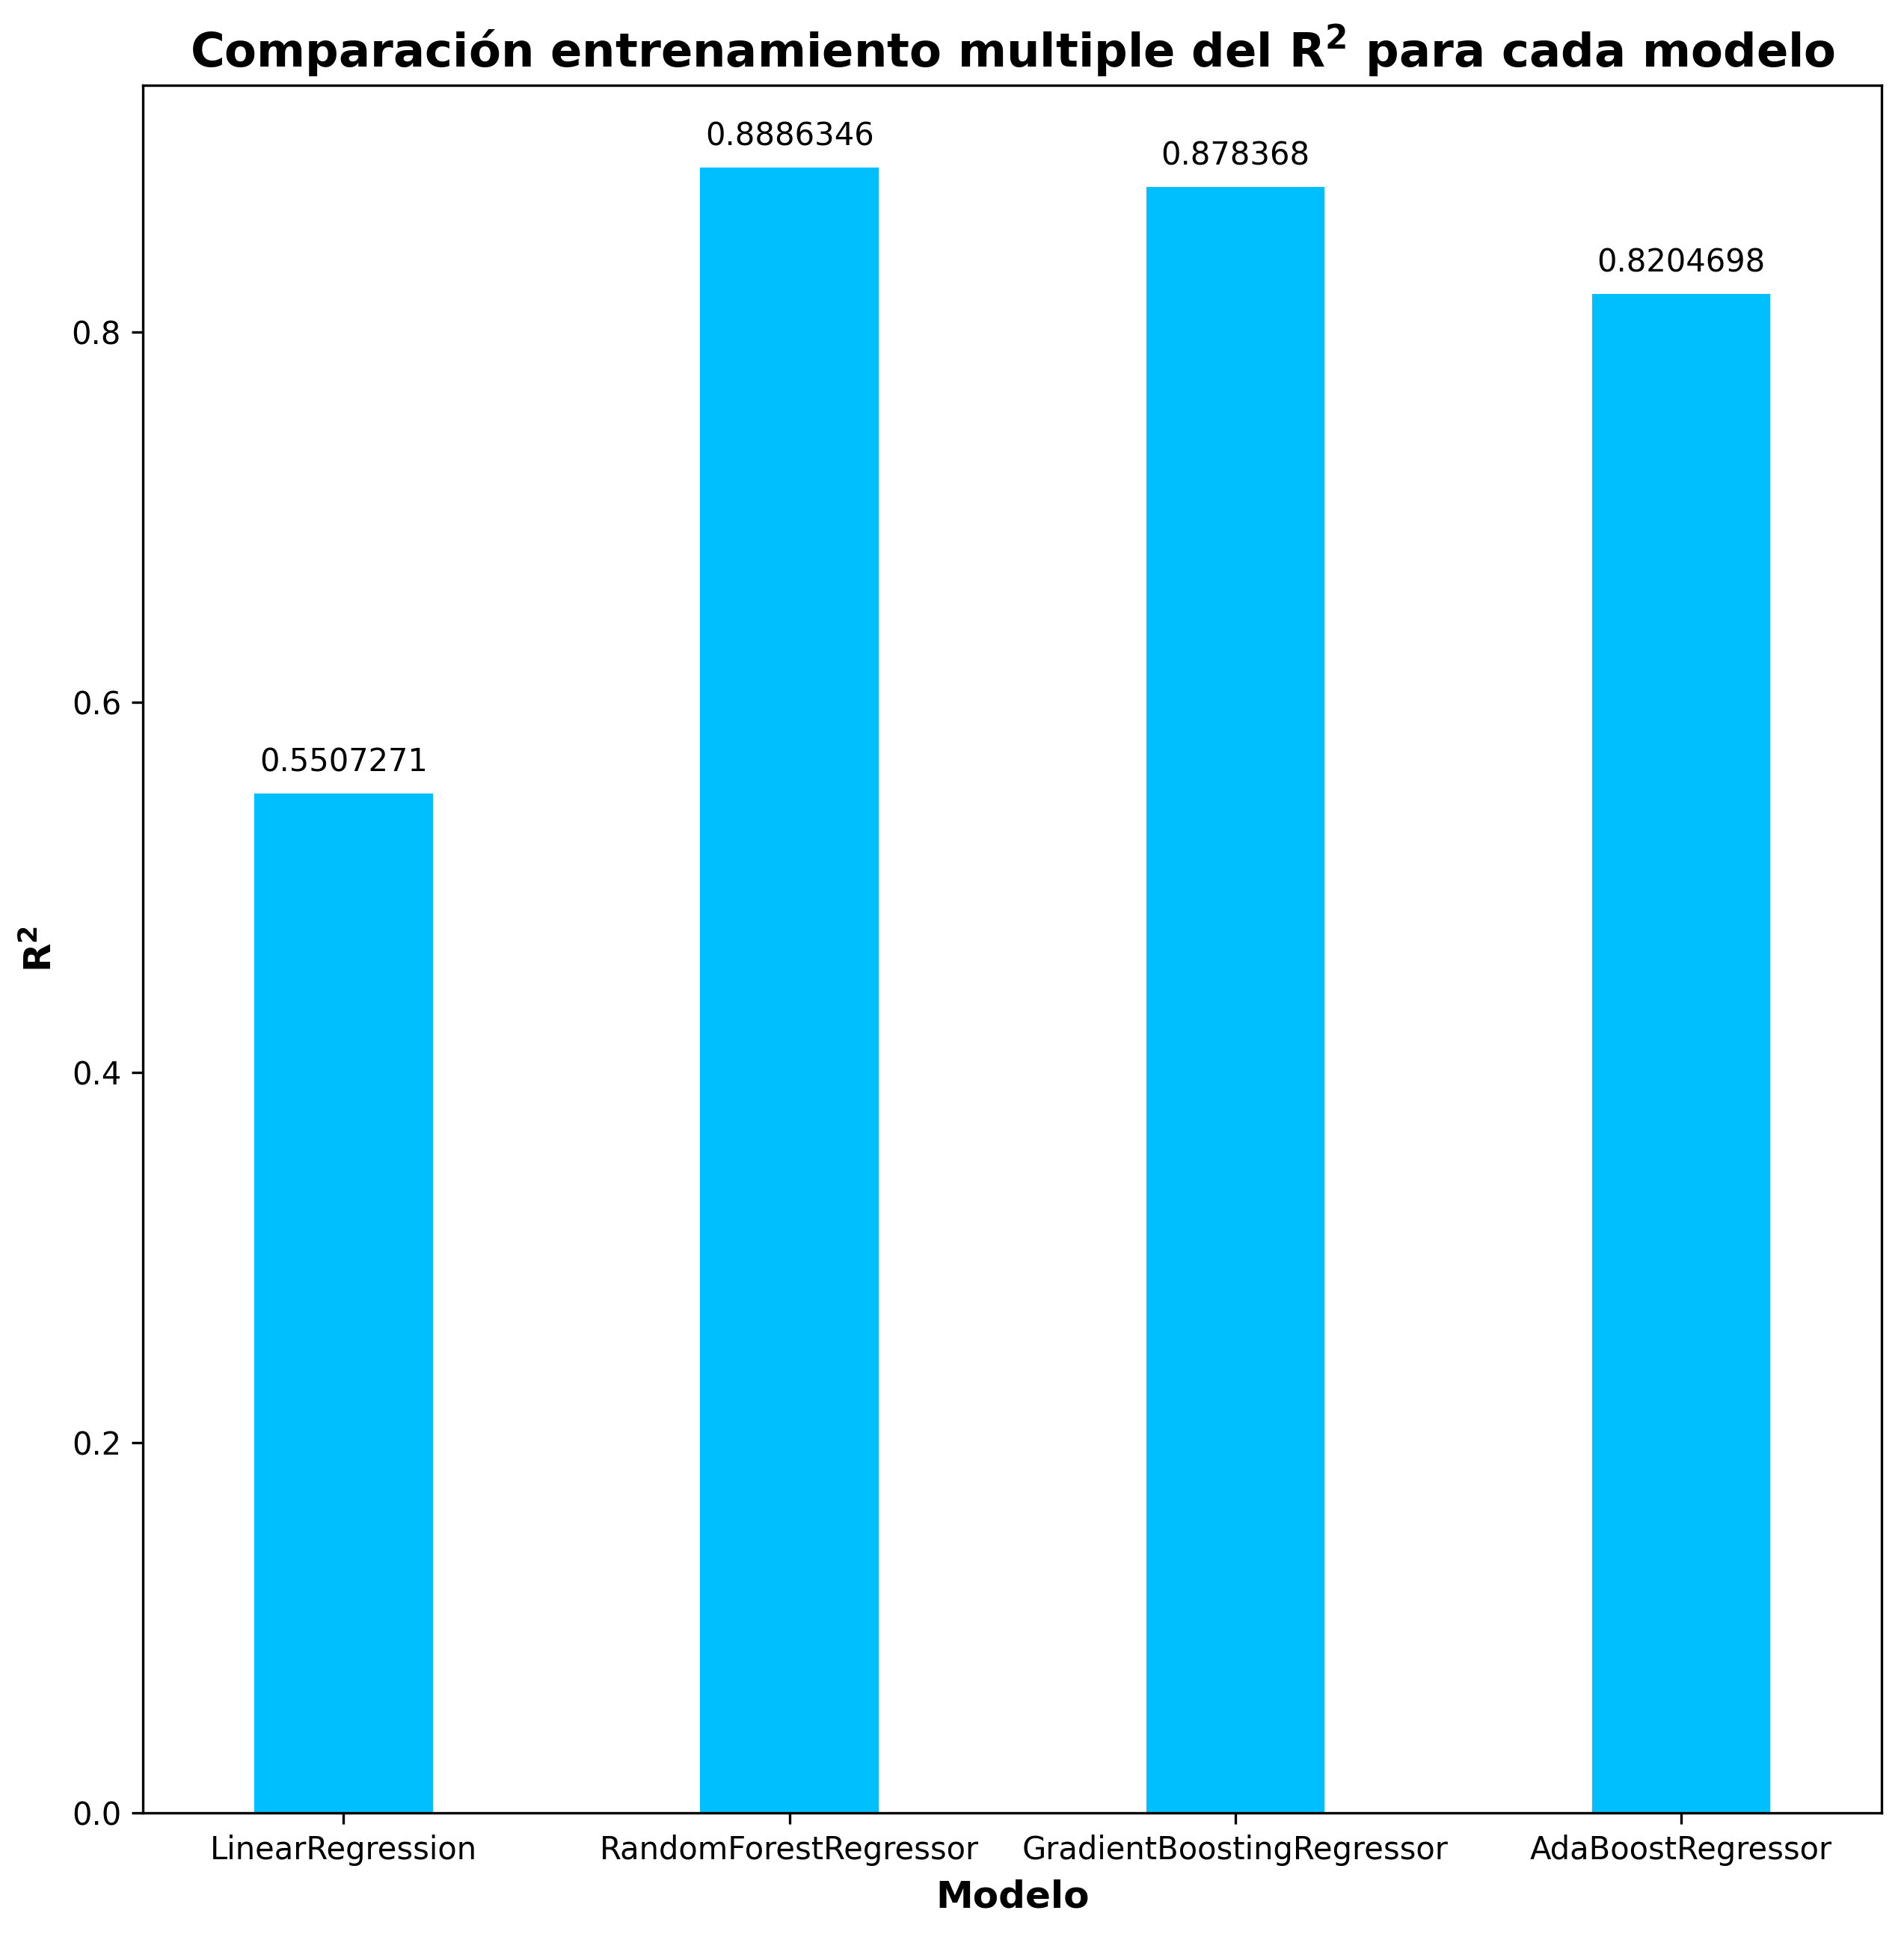 Comparación entrenamiento multiple del R² para cada modelo
0.5507271
0.8886346
0.878368
0.8204698
0.8
0.6
0.4
0.2
0.0
R²
LinearRegression
RandomForestRegressor
GradientBoostingRegressor
AdaBoostRegressor
Modelo